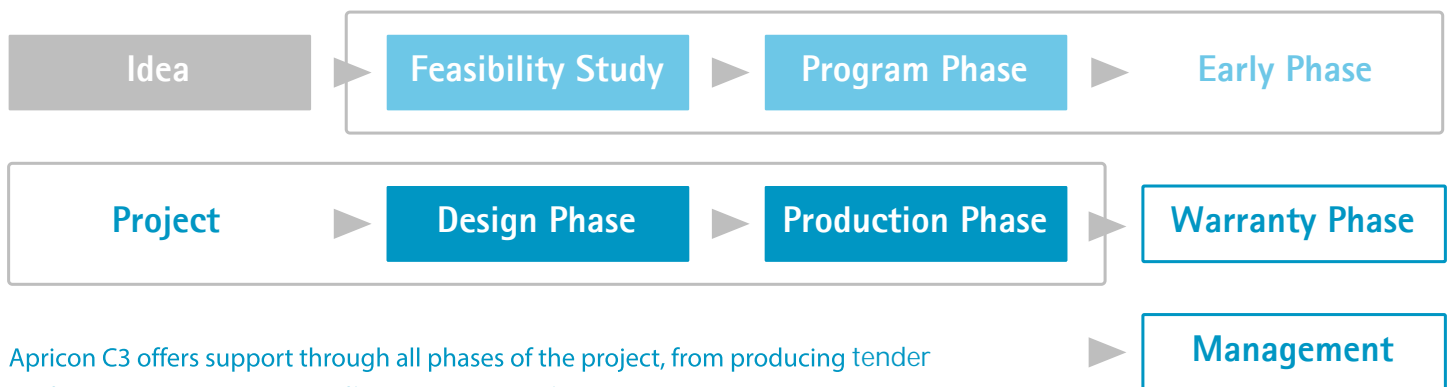 Idea
Feasibility Study
Program Phase
Early Phase
Project
Design Phase
Production Phase
Warranty Phase
Apricon C3 offers support through all phases of the project, from producing tender
Management